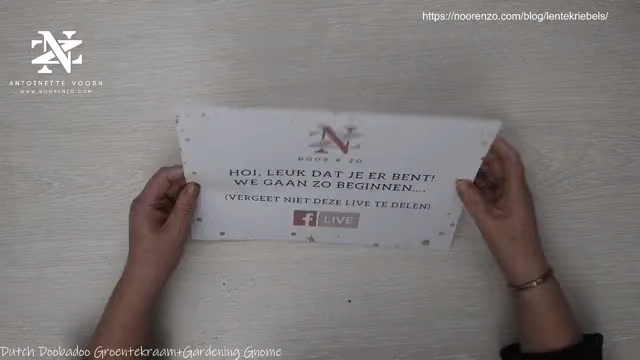 https://noorenzo.com/blog/lentekriebels/
NZ
ANTOINETTE VOORN
WWW.NOORENZO.COM
N
NOOR & ZO
HOI, LEUK DAT JE ER BENT!
WE GAAN ZO BEGINNEN....
(VERGEET NIET DEZE LIVE TE DELEN)
f LIVE
Dutch Doobadoo Groentekraam+Gardening Gnome